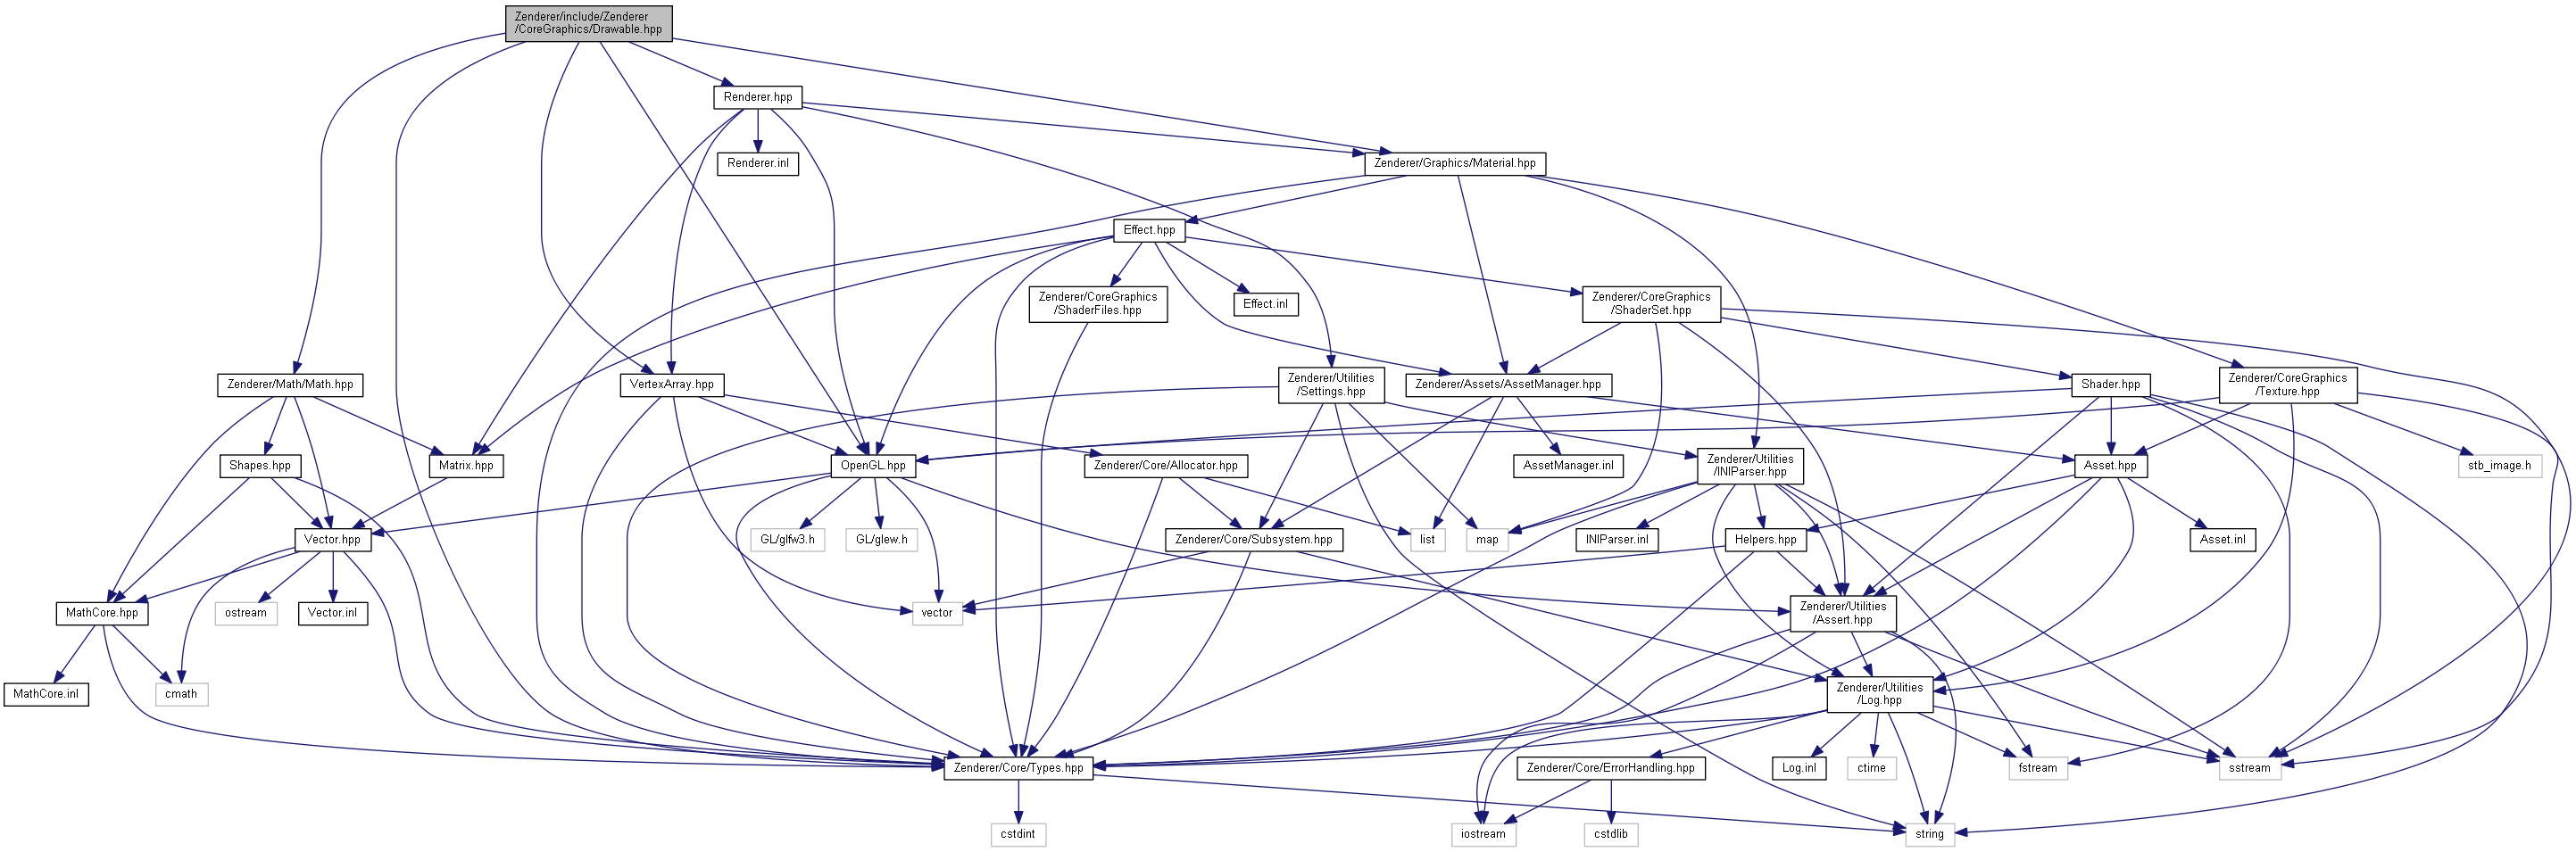 Zenderer/include/Zenderer
/CoreGraphics/Drawable.hpp
Renderer.hpp
Renderer.inl
Zenderer/Graphics/Material.hpp
Effect.hpp
Zenderer/CoreGraphics
/ShaderFiles.hpp
Effect.inl
Zenderer/CoreGraphics
/ShaderSet.hpp
Zenderer/Math/Math.hpp
VertexArray.hpp
Zenderer/Utilities
/Settings.hpp
Zenderer/Assets/AssetManager.hpp
Shader.hpp
Zenderer/CoreGraphics
/Texture.hpp
Shapes.hpp
Matrix.hpp
OpenGL.hpp
Zenderer/Core/Allocator.hpp
AssetManager.inl
Zenderer/Utilities
/INIParser.hpp
Asset.hpp
stb_image.h
Vector.hpp
GL/glfw3.h
GL/glew.h
Zenderer/Core/Subsystem.hpp
list
map
INIParser.inl
Helpers.hpp
Asset.inl
MathCore.hpp
ostream
Vector.inl
vector
Zenderer/Utilities
/Assert.hpp
MathCore.inl
cmath
Zenderer/Utilities
/Log.hpp
Zenderer/Core/Types.hpp
Zenderer/Core/ErrorHandling.hpp
Log.inl
ctime
fstream
sstream
cstdint
iostream
cstdlib
string